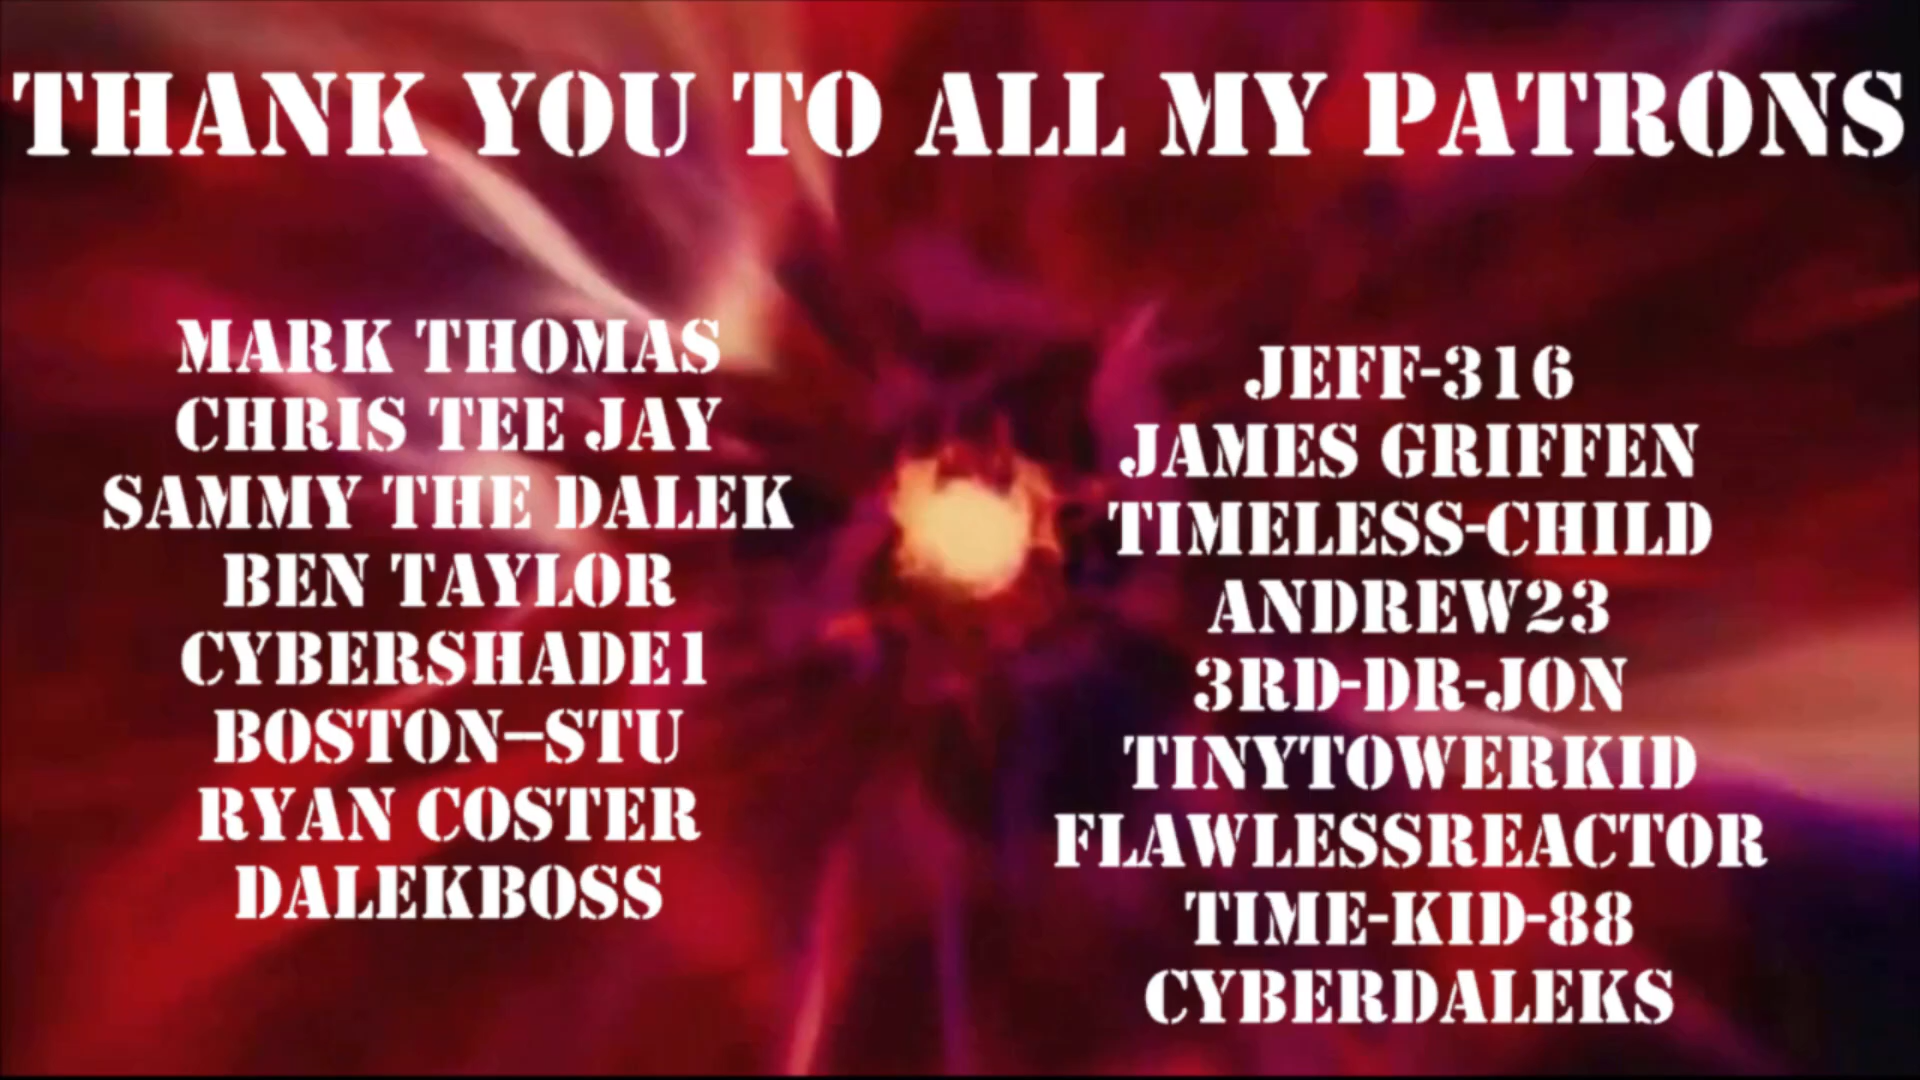 THANK YOU TO ALL MY PATRONS
MARK THOMAS
CHRIS TEE JAY
SAMMY THE DALEK
BEN TAYLOR
CYBERSHADE1
BOSTON–STU
RYAN COSTER
DALEKBOSS
JEFF-316
JAMES GRIFFEN
TIMELESS-CHILD
ANDREW23
3RD-DR-JON
TINYTOWERKID
FLAWLESSREACTOR
TIME-KID-88
CYBERDALEKS